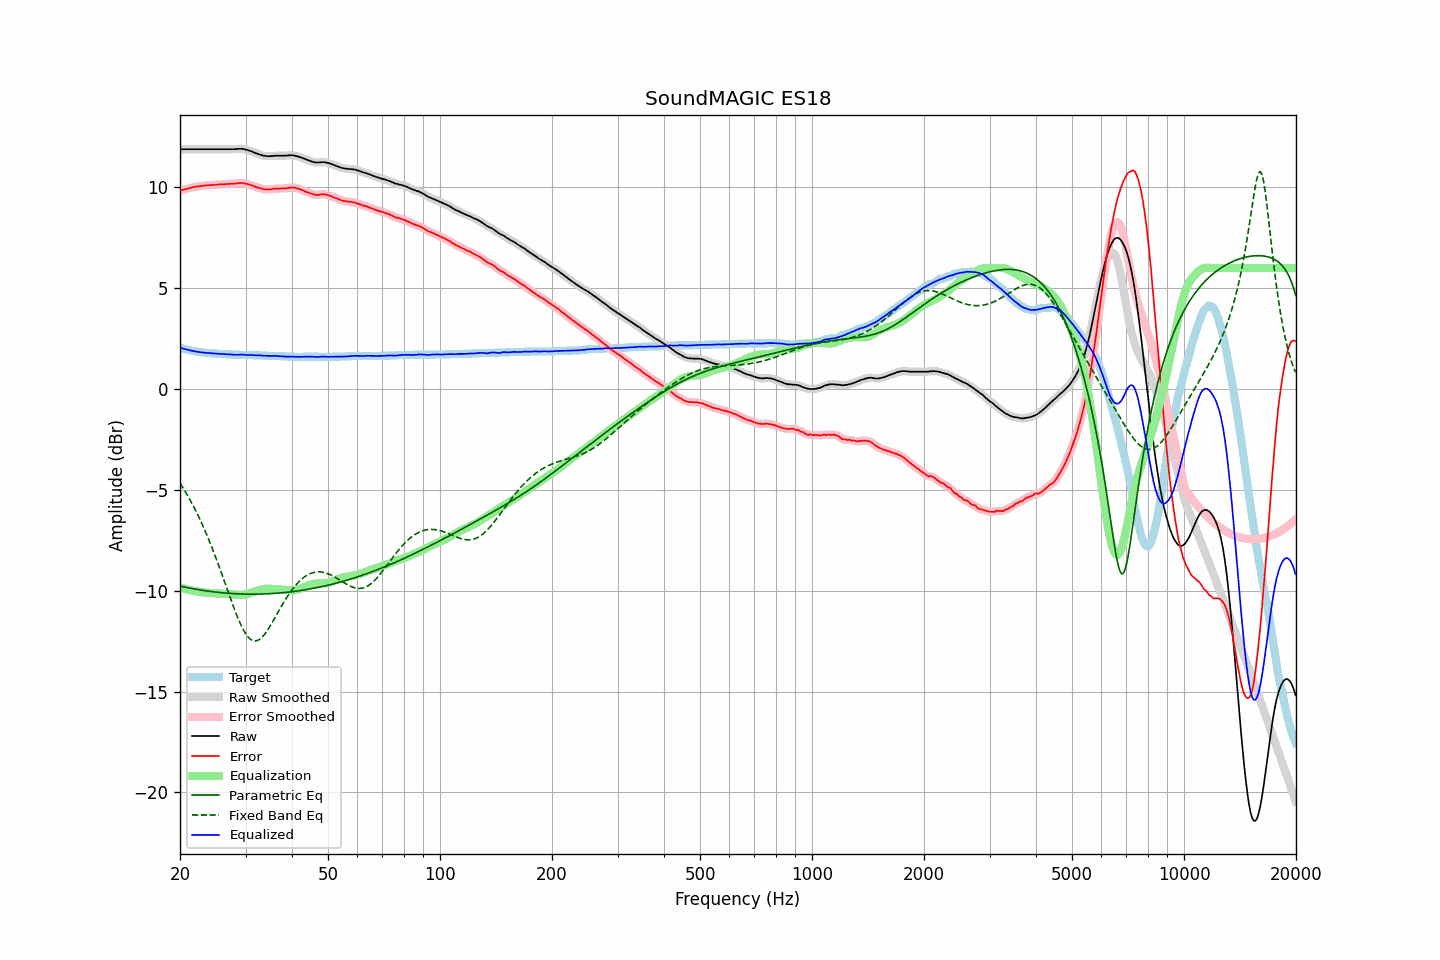 SoundMAGIC ES18
10
5
0
−5
−10
−15
−20
Amplitude (dBr)
Target
Raw Smoothed
Error Smoothed
Raw
Error
Equalization
Parametric Eq
Fixed Band Eq
Equalized
20 50 100 200 500 1000 2000 5000 10000 20000
Frequency (Hz)